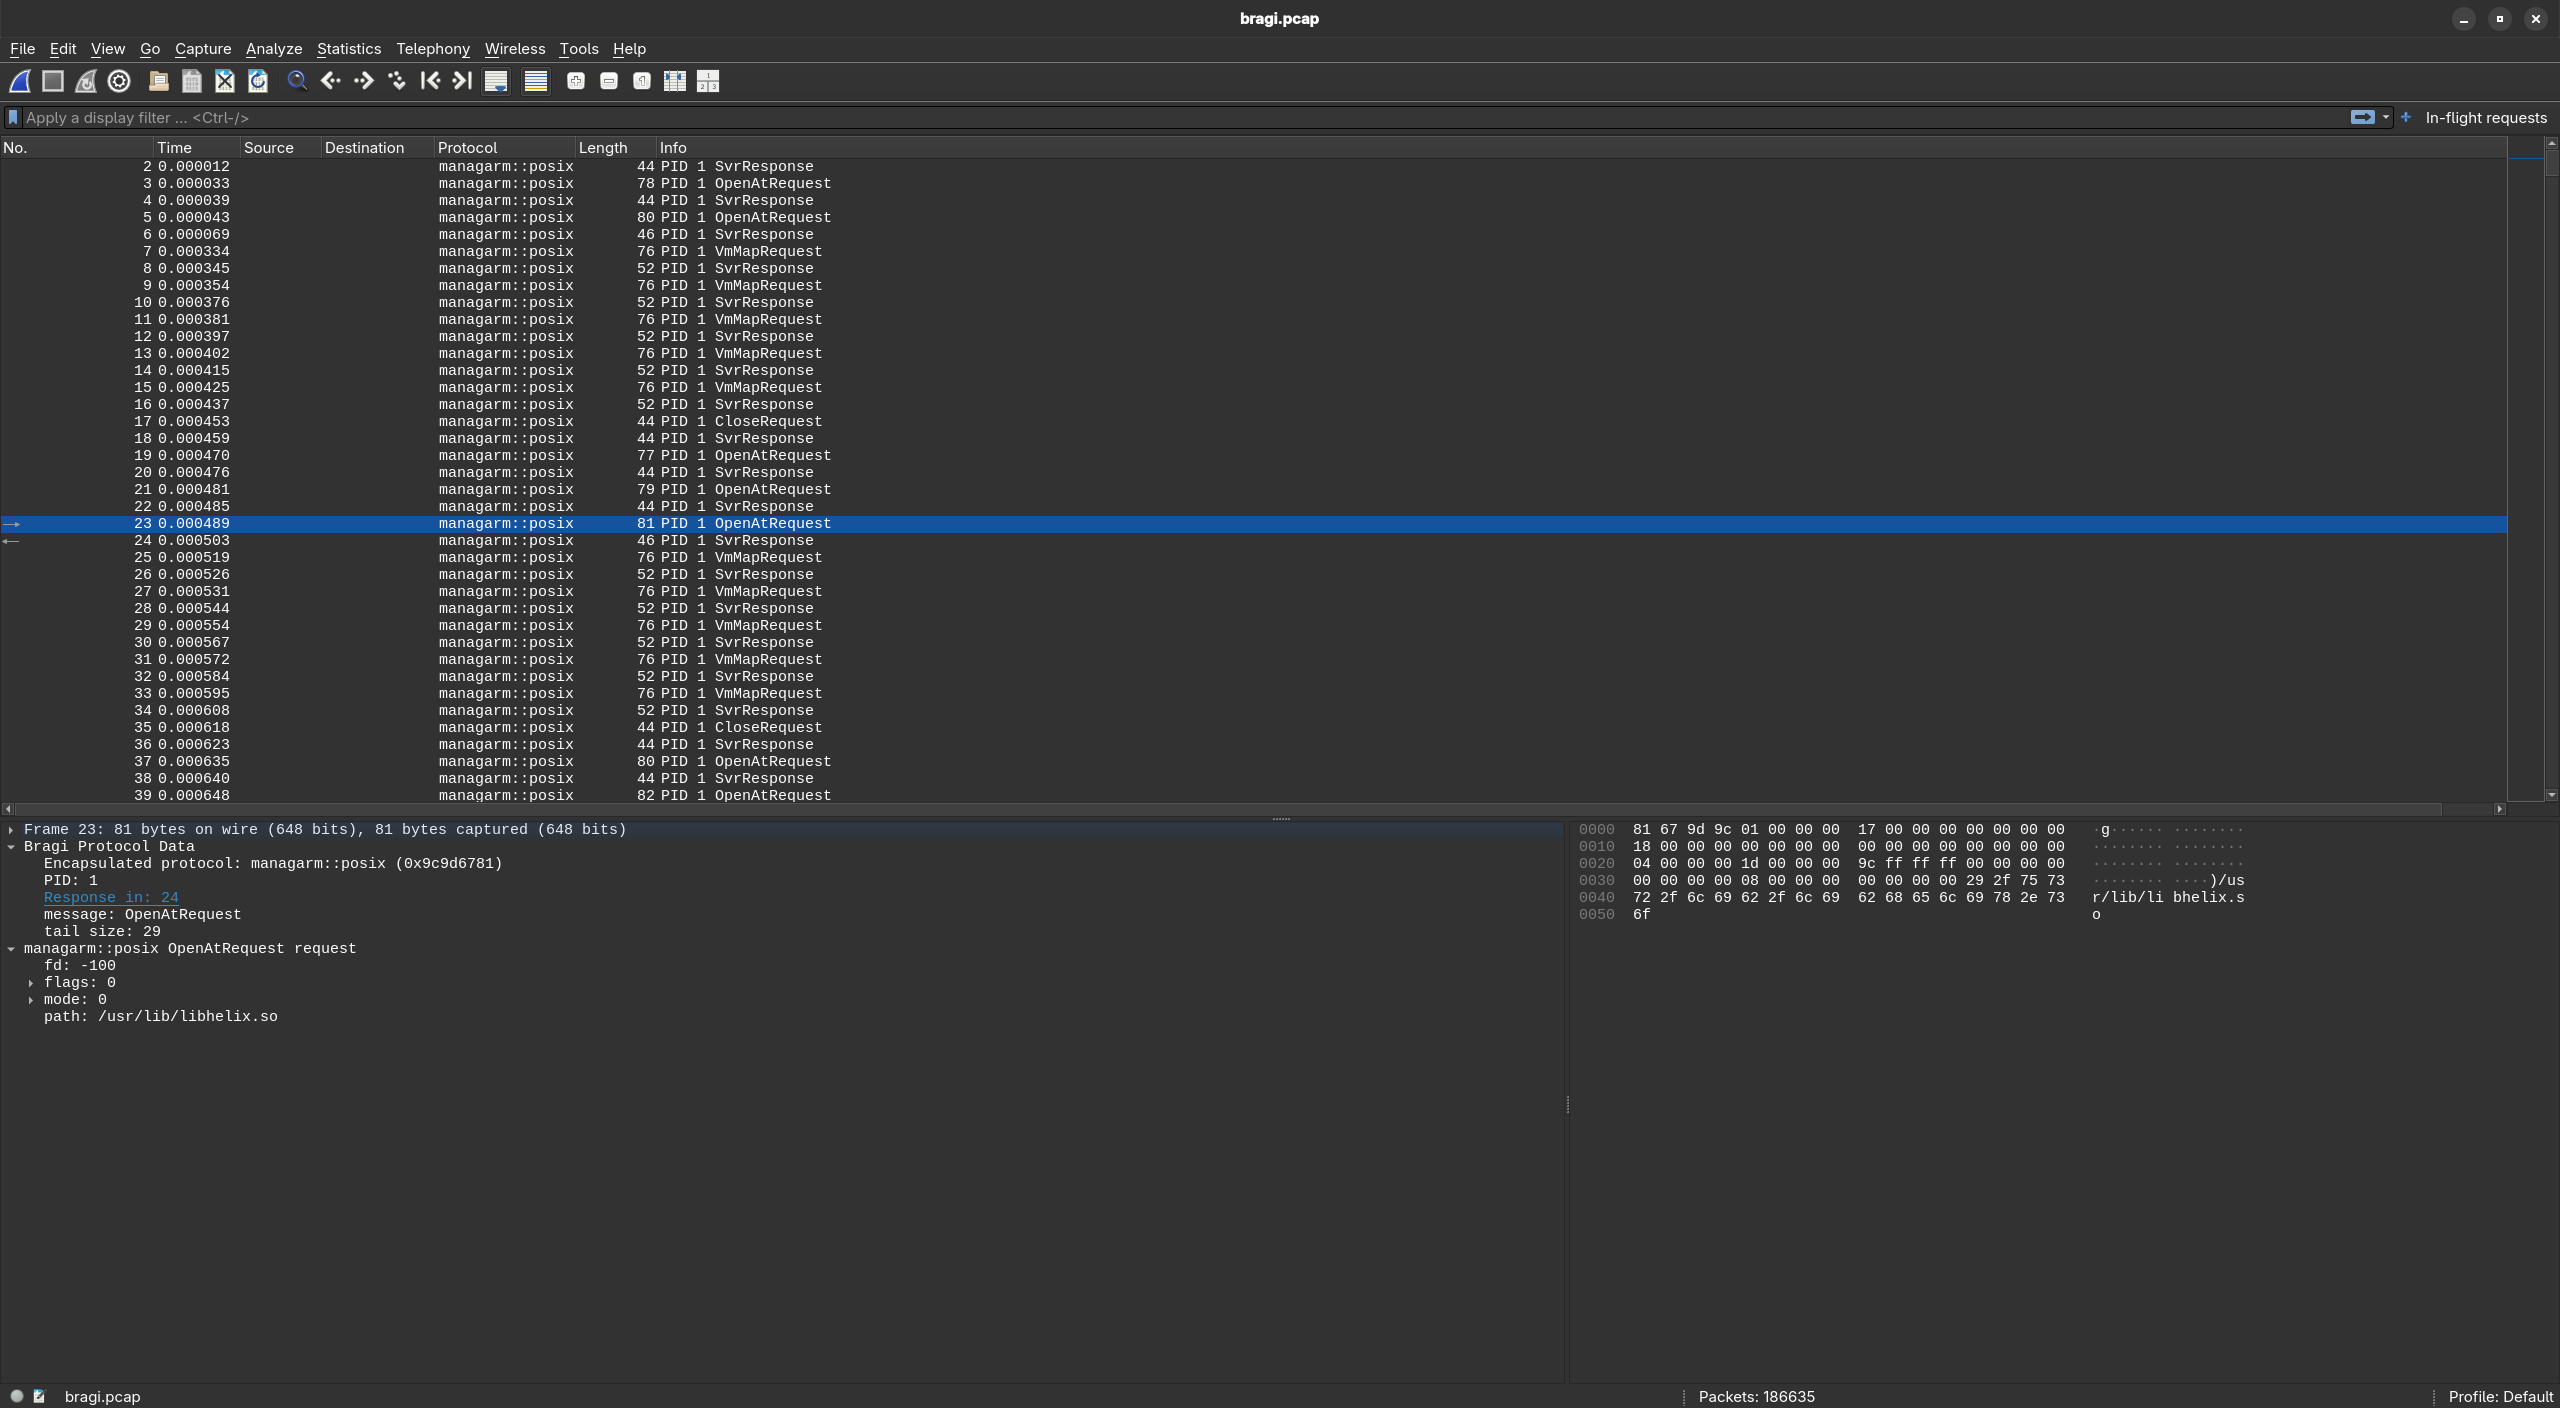 bragi.pcap
File Edit View Go Capture Analyze Statistics Telephony Wireless Tools Help
Apply a display filter ... <Ctrl-/> In-flight requests
No. Time Source Destination Protocol Length Info
2 0.000012 managarm::posix 44 PID 1 SvrResponse
3 0.000033 managarm::posix 78 PID 1 OpenAtRequest
4 0.000039 managarm::posix 44 PID 1 SvrResponse
5 0.000043 managarm::posix 80 PID 1 OpenAtRequest
6 0.000069 managarm::posix 46 PID 1 SvrResponse
7 0.000334 managarm::posix 76 PID 1 VmMapRequest
8 0.000345 managarm::posix 52 PID 1 SvrResponse
9 0.000354 managarm::posix 76 PID 1 VmMapRequest
10 0.000376 managarm::posix 52 PID 1 SvrResponse
11 0.000381 managarm::posix 76 PID 1 VmMapRequest
12 0.000397 managarm::posix 52 PID 1 SvrResponse
13 0.000402 managarm::posix 76 PID 1 VmMapRequest
14 0.000415 managarm::posix 52 PID 1 SvrResponse
15 0.000425 managarm::posix 76 PID 1 VmMapRequest
16 0.000437 managarm::posix 52 PID 1 SvrResponse
17 0.000453 managarm::posix 44 PID 1 CloseRequest
18 0.000459 managarm::posix 44 PID 1 SvrResponse
19 0.000470 managarm::posix 77 PID 1 OpenAtRequest
20 0.000476 managarm::posix 44 PID 1 SvrResponse
21 0.000481 managarm::posix 79 PID 1 OpenAtRequest
22 0.000485 managarm::posix 44 PID 1 SvrResponse
23 0.000489 managarm::posix 81 PID 1 OpenAtRequest
24 0.000503 managarm::posix 46 PID 1 SvrResponse
25 0.000519 managarm::posix 76 PID 1 VmMapRequest
26 0.000526 managarm::posix 52 PID 1 SvrResponse
27 0.000531 managarm::posix 76 PID 1 VmMapRequest
28 0.000544 managarm::posix 52 PID 1 SvrResponse
29 0.000554 managarm::posix 76 PID 1 VmMapRequest
30 0.000567 managarm::posix 52 PID 1 SvrResponse
31 0.000572 managarm::posix 76 PID 1 VmMapRequest
32 0.000584 managarm::posix 52 PID 1 SvrResponse
33 0.000595 managarm::posix 76 PID 1 VmMapRequest
34 0.000608 managarm::posix 52 PID 1 SvrResponse
35 0.000618 managarm::posix 44 PID 1 CloseRequest
36 0.000623 managarm::posix 44 PID 1 SvrResponse
37 0.000635 managarm::posix 80 PID 1 OpenAtRequest
38 0.000640 managarm::posix 44 PID 1 SvrResponse
39 0.000648 managarm::posix 82 PID 1 OpenAtRequest
Frame 23: 81 bytes on wire (648 bits), 81 bytes captured (648 bits)
Bragi Protocol Data
Encapsulated protocol: managarm::posix (0x9c9d6781)
PID: 1
Response in: 24
message: OpenAtRequest
tail size: 29
managarm::posix OpenAtRequest request
fd: -100
flags: 0
mode: 0
path: /usr/lib/libhelix.so
0000 81 67 9d 9c 01 00 00 00 17 00 00 00 00 00 00 00 ·g······ ········
0010 18 00 00 00 00 00 00 00 00 00 00 00 00 00 00 00 ········ ········
0020 04 00 00 00 1d 00 00 00 9c ff ff ff 00 00 00 00 ········ ········
0030 00 00 00 00 08 00 00 00 00 00 00 00 29 2f 75 73 ········ ····)/us
0040 72 2f 6c 69 62 2f 6c 69 62 68 65 6c 69 78 2e 73 r/lib/li bhelix.s
0050 6f o
bragi.pcap Packets: 186635 Profile: Default